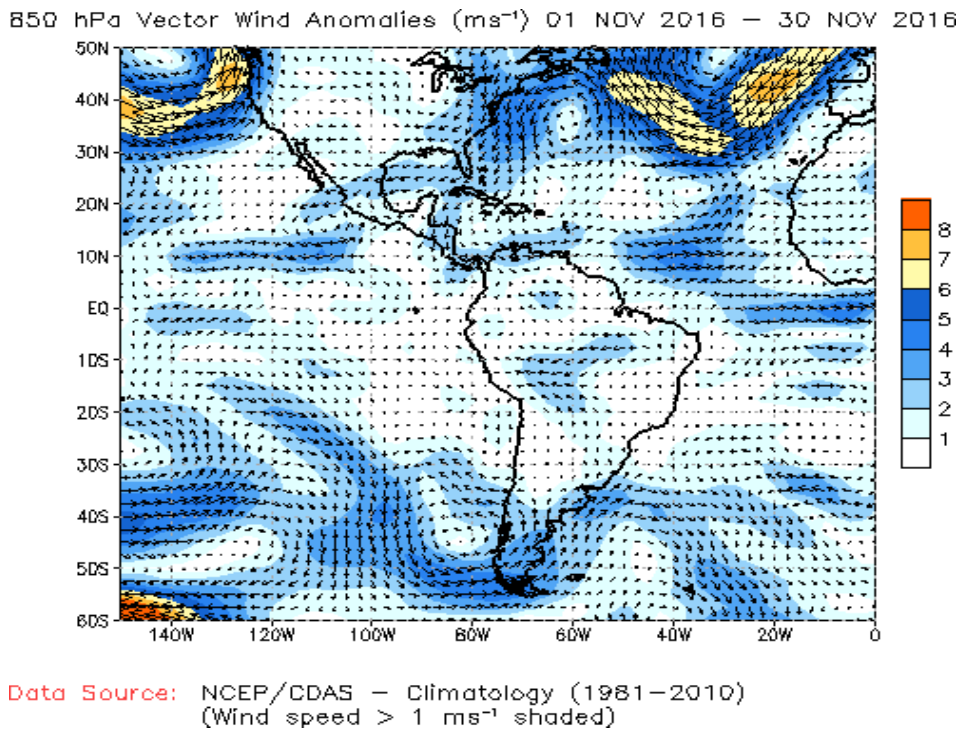 850 hPa Vector Wind Anomalies (ms⁻¹) 01 NOV 2016 – 30 NOV 2016
50N
40N
30N
20N
10N
EQ
10S
20S
30S
40S
50S
60S
140W 120W 100W 80W 60W 40W 20W 0
8
7
6
5
4
3
2
1
Data Source: NCEP/CDAS – Climatology (1981–2010)
(Wind speed > 1 ms⁻¹ shaded)